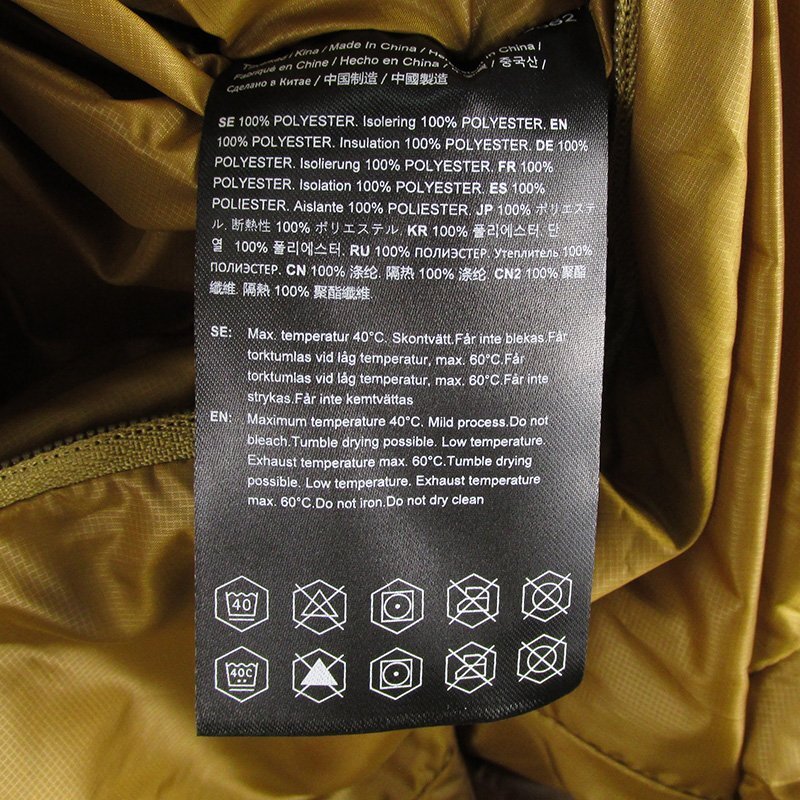 Kina / Made In China /
Fabriqué en Chine / Hecho en China / 중국산 /
Сделано в Китае / 中国制造 / 中國製造
SE 100% POLYESTER. Isolering 100% POLYESTER. EN
100% POLYESTER. Insulation 100% POLYESTER. DE 100%
POLYESTER. Isolierung 100% POLYESTER. FR 100%
POLYESTER. Isolation 100% POLYESTER. ES 100%
POLIESTER. Aislante 100% POLIESTER. JP 100% ポリエステ
ル. 断熱性 100% ポリエステル. KR 100% 폴리에스터. 단
열 100% 폴리에스터. RU 100% ПОЛИЭСТЕР. Утеплитель 100%
ПОЛИЭСТЕР. CN 100% 涤纶. 隔热 100% 涤纶. CN2 100% 聚酯
纖維. 隔熱 100% 聚酯纖維.
SE: Max. temperatur 40°C. Skontvätt.Får inte blekas.Får
torktumlas vid låg temperatur, max. 60°C.Får
torktumlas vid låg temperatur, max. 60°C.Får inte
strykas.Får inte kemtvättas
EN: Maximum temperature 40°C. Mild process.Do not
bleach.Tumble drying possible. Low temperature.
Exhaust temperature max. 60°C.Tumble drying
possible. Low temperature. Exhaust temperature
max. 60°C.Do not iron.Do not dry clean
40
40C